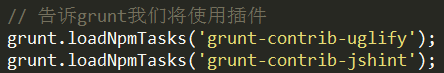 // 告诉grunt我们将使用插件
grunt.loadNpmTasks('grunt-contrib-uglify');
grunt.loadNpmTasks('grunt-contrib-jshint');